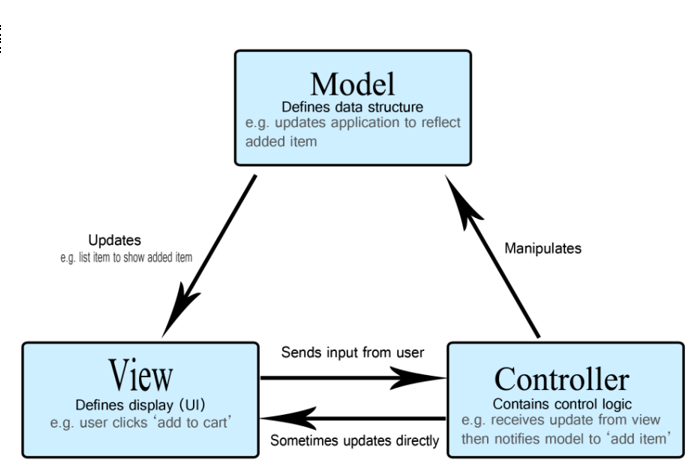 Model
Defines data structure
e.g. updates application to reflect
added item
Updates
e.g. list item to show added item
Manipulates
View
Defines display (UI)
e.g. user clicks ‘add to cart’
Sends input from user
Sometimes updates directly
Controller
Contains control logic
e.g. receives update from view
then notifies model to ‘add item’